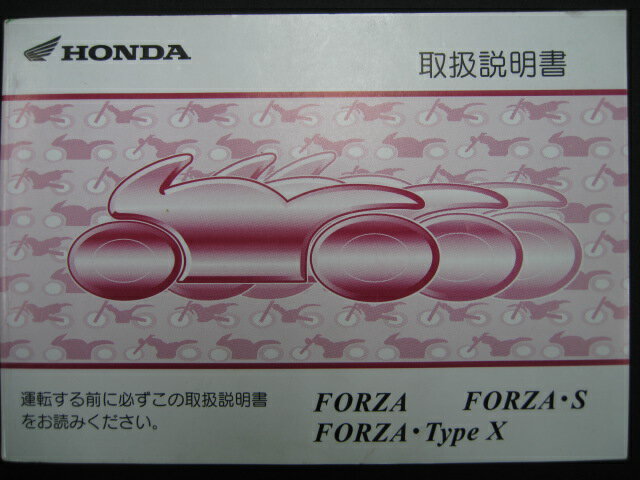 HONDA
取扱説明書
運転する前に必ずこの取扱説明書
をお読みください。
FORZA FORZA・S
FORZA・Type X